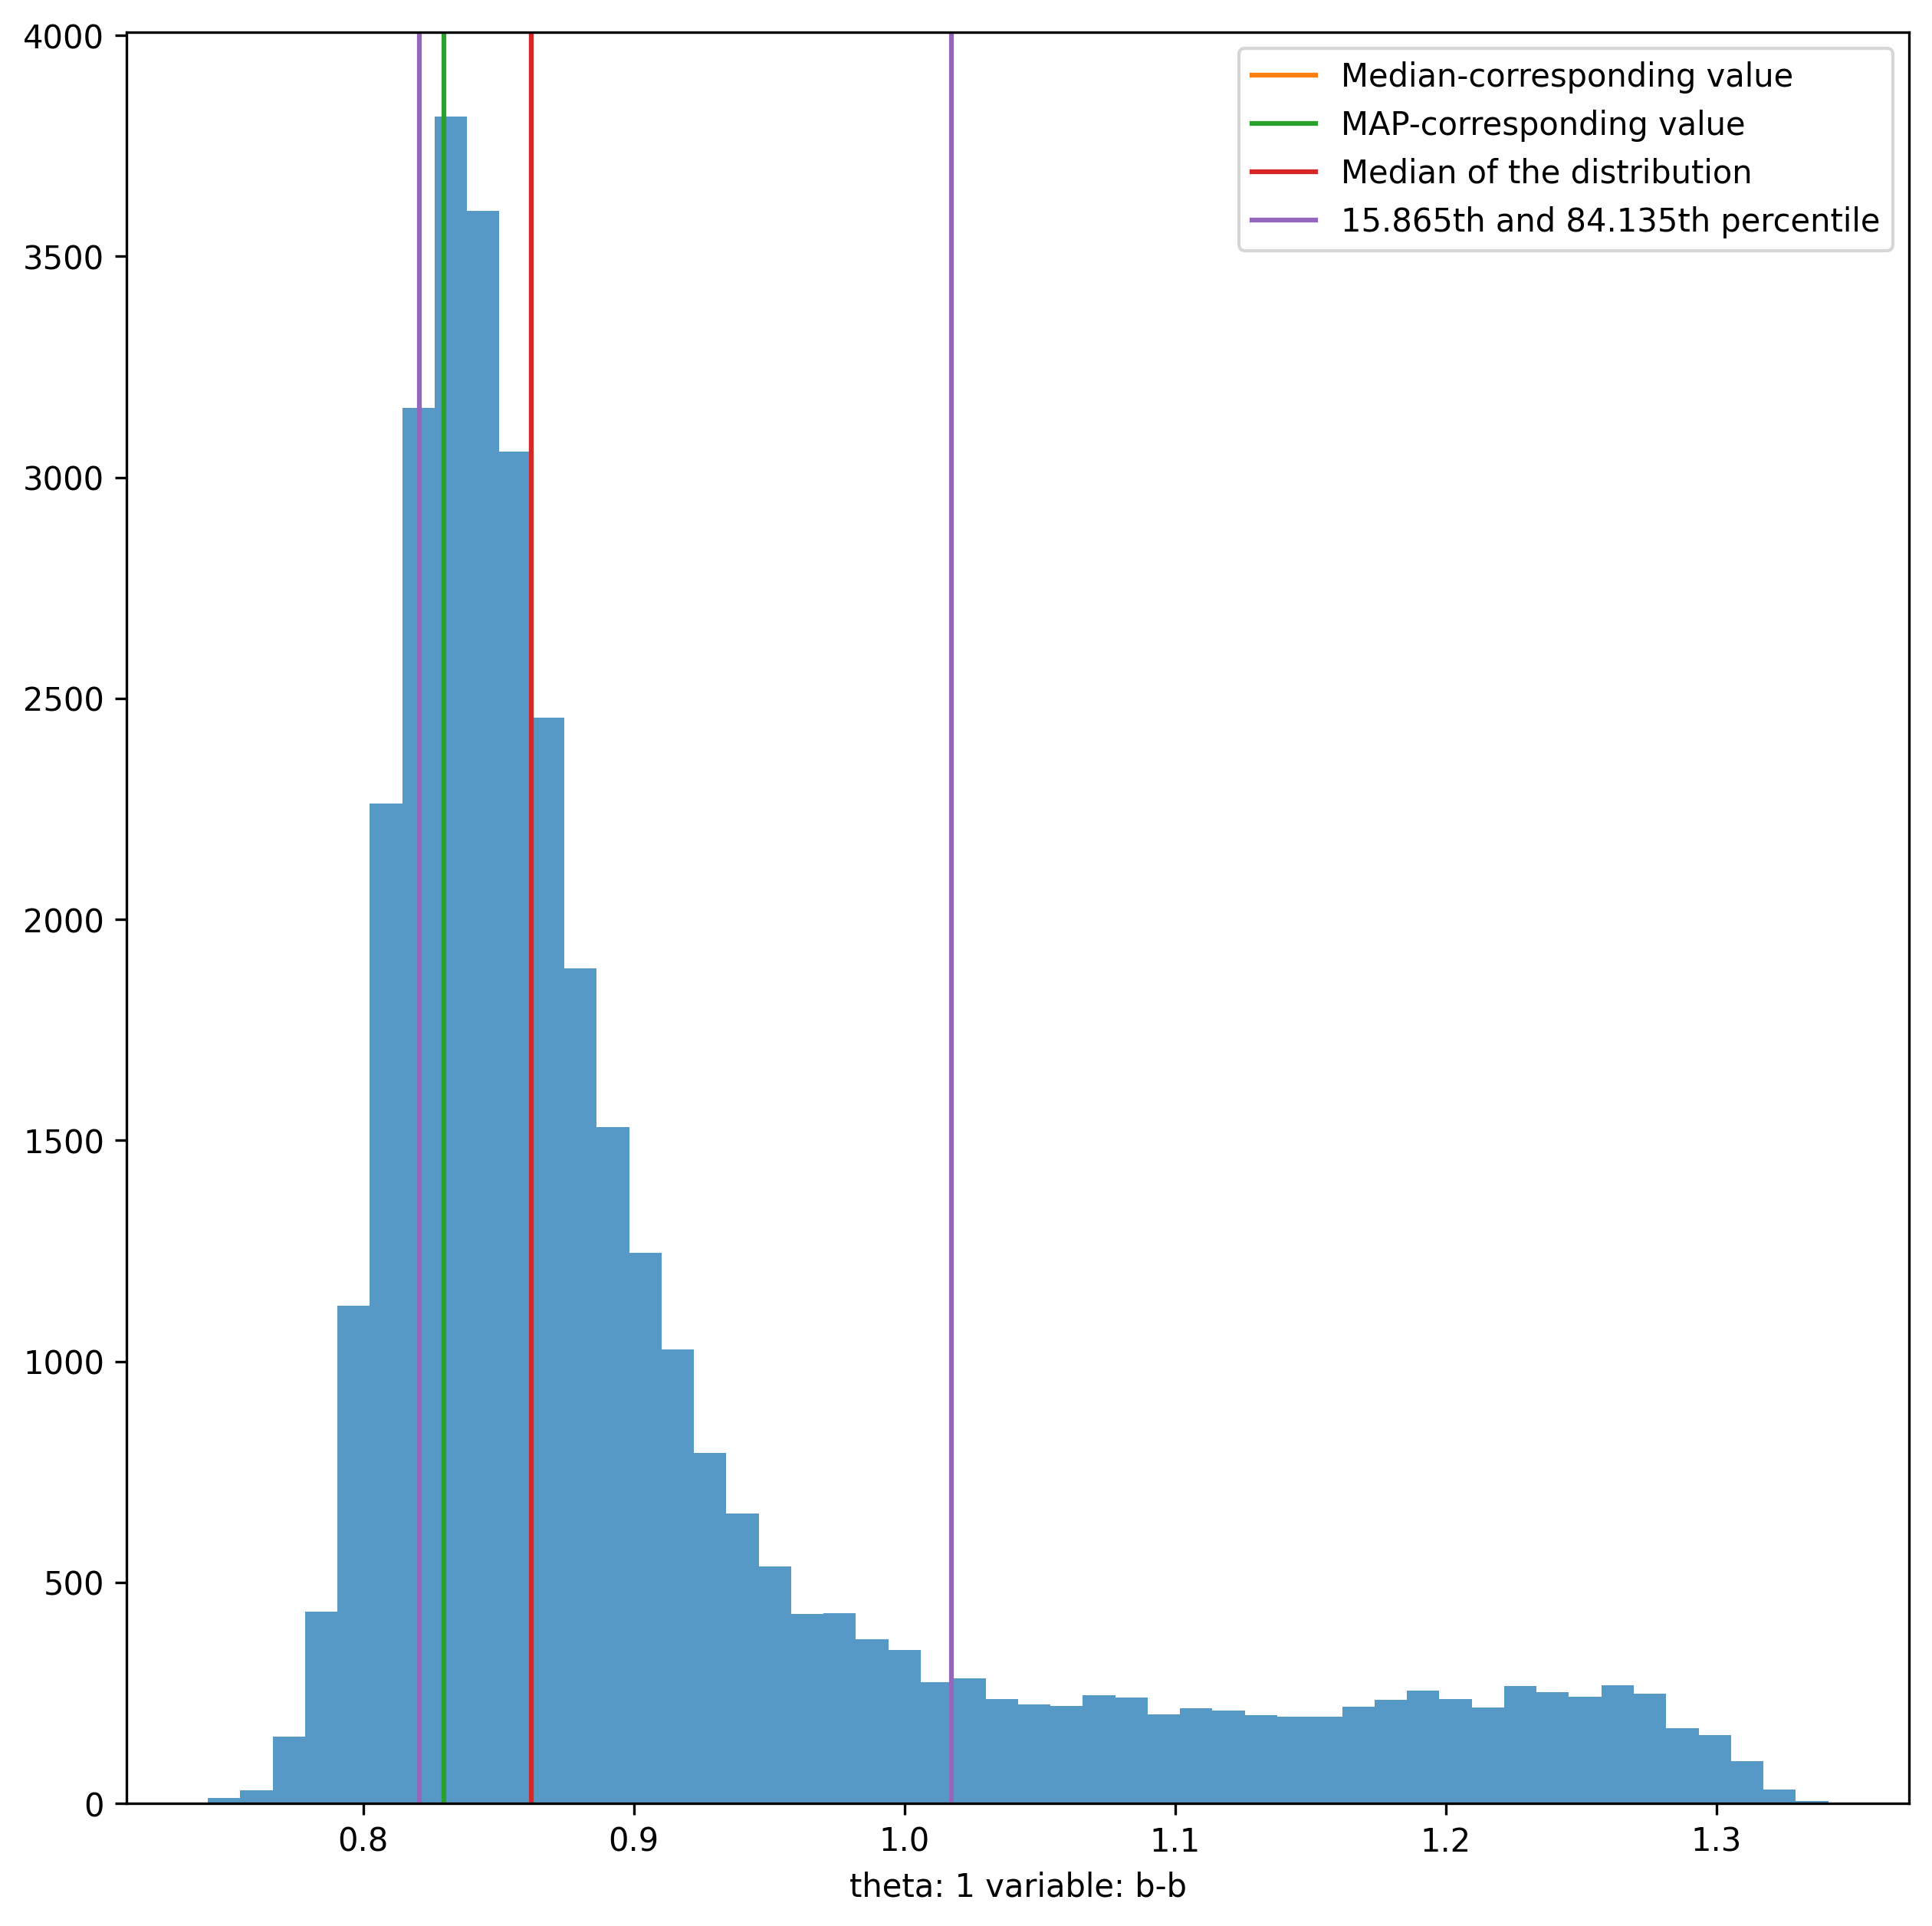 4000
3500
3000
2500
2000
1500
1000
500
0
Median-corresponding value
MAP-corresponding value
Median of the distribution
15.865th and 84.135th percentile
0.8 0.9 1.0 1.1 1.2 1.3
theta: 1 variable: b-b